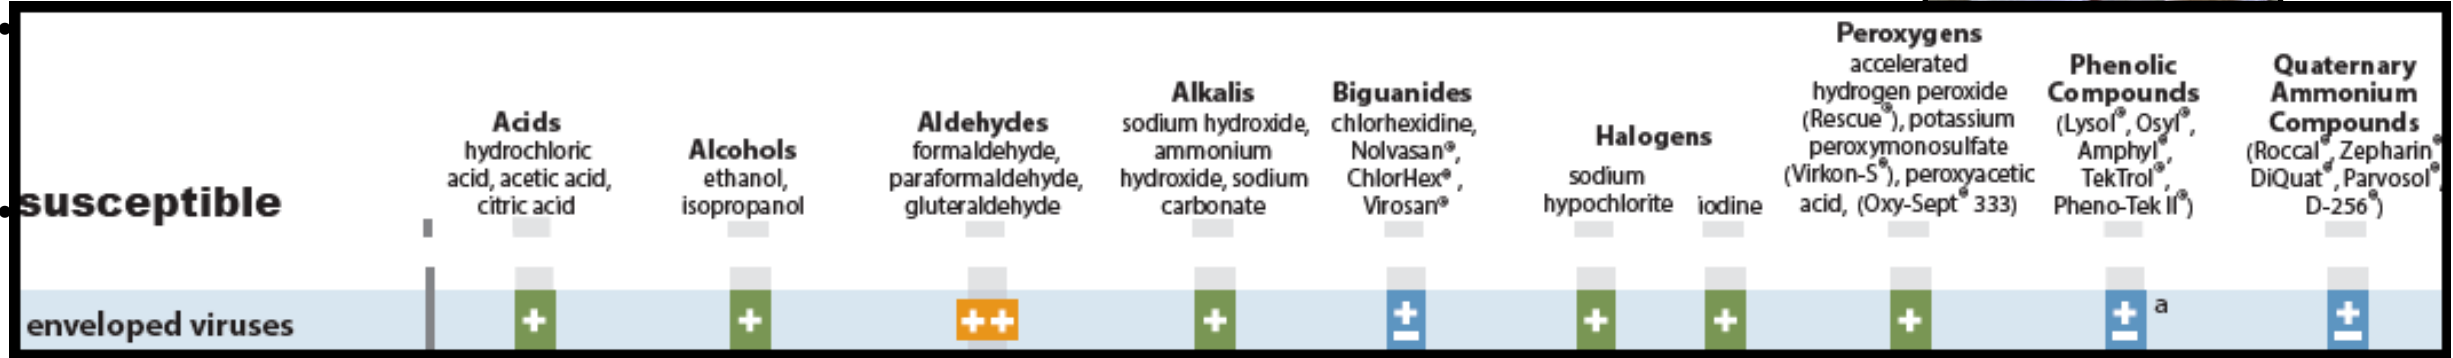 susceptible
Acids
hydrochloric
acid, acetic acid,
citric acid
Alcohols
ethanol,
isopropanol
Aldehydes
formaldehyde,
paraformaldehyde,
gluteraldehyde
Alkalis
sodium hydroxide,
ammonium
hydroxide, sodium
carbonate
Biguanides
chlorhexidine,
Nolvasan®,
ChlorHex®,
Virosan®
Halogens
sodium
hypochlorite
iodine
Peroxygens
accelerated
hydrogen peroxide
(Rescue®), potassium
peroxymonosulfate
(Virkon-S®), peroxyacetic
acid, (Oxy-Sept® 333)
Phenolic
Compounds
(Lysol®, Osyl®,
Amphyl®,
TekTrol®,
Pheno-Tek II®)
Quaternary
Ammonium
Compounds
(Roccal®, Zepharin®,
DiQuat®, Parvosol®,
D-256®)
enveloped viruses + + ++ + ± + + + ± a ±